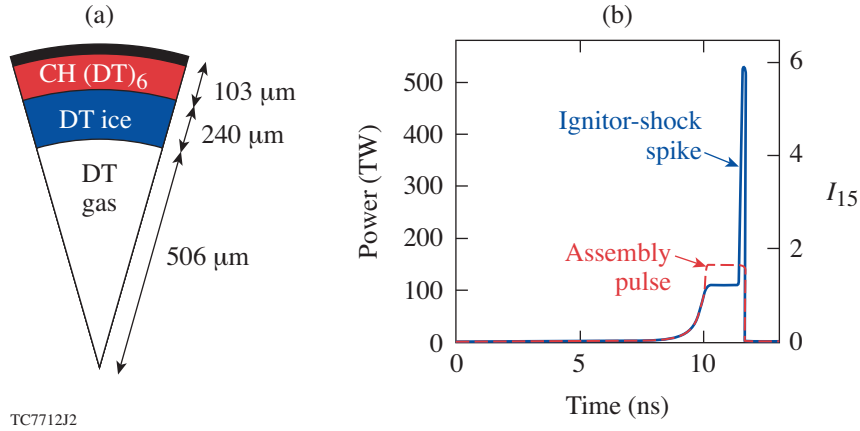 (a)
CH (DT)6
DT ice
DT
gas
103 µm
240 µm
506 µm
TC7712J2
(b)
Power (TW)
500
400
300
200
100
0
Ignitor-shock
spike
Assembly
pulse
6
4
2
0
I15
0
5
10
Time (ns)